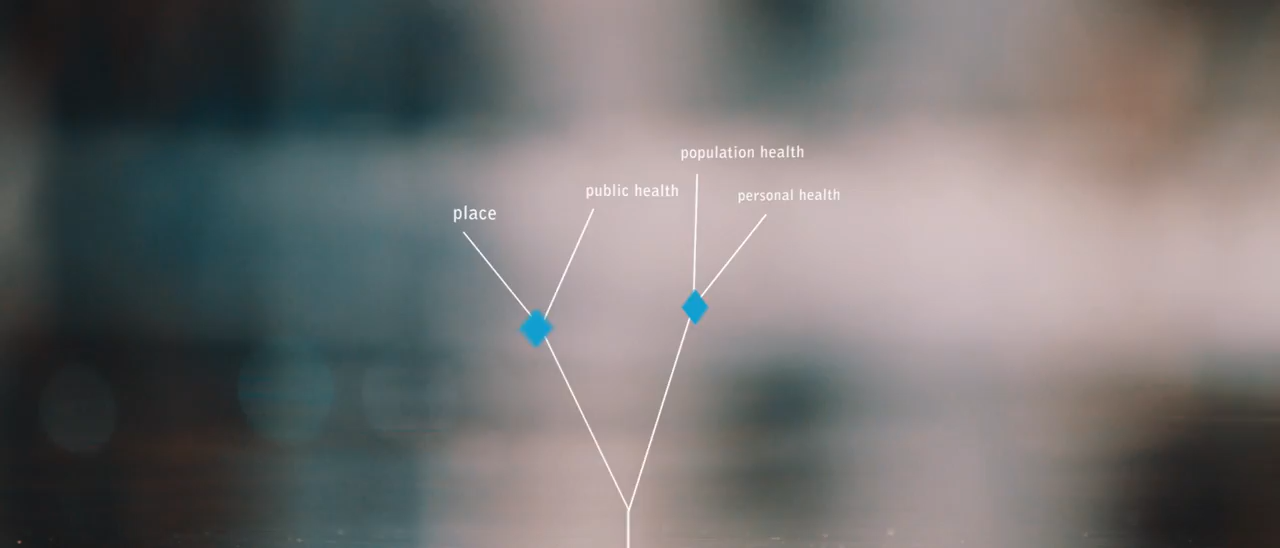 population health
public health
personal health
place